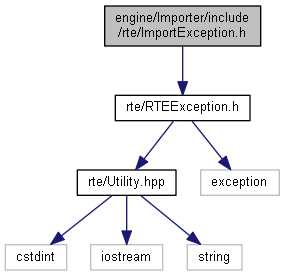 engine/Importer/include
/rte/ImportException.h
rte/RTEException.h
rte/Utility.hpp
exception
cstdint
iostream
string